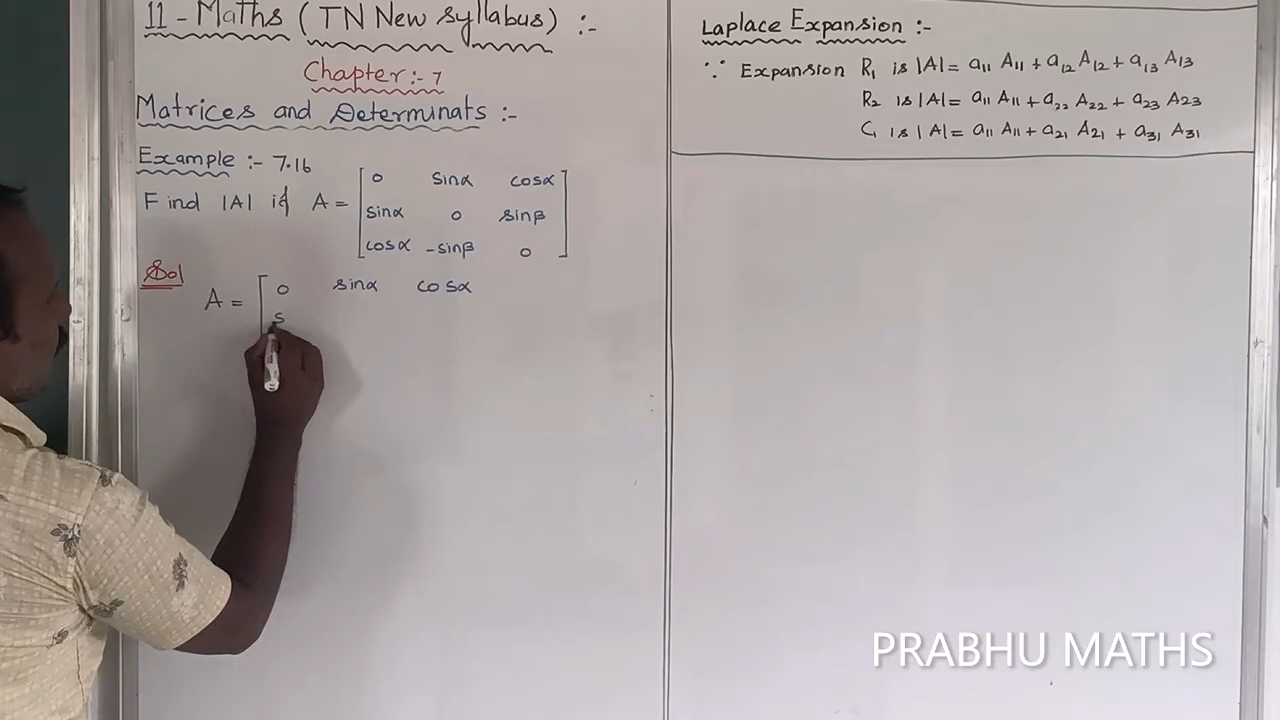 11 - Maths ( TN New syllabus) :-
Chapter :- 7
Matrices and Determinats :-
Example :- 7.16
Find |A| if A = [ 0 sinα cosα
sinα 0 sinβ
cosα -sinβ 0 ]
Sol
A = [ 0 sinα cosα
s
Laplace Expansion :-
∵ Expansion R₁ is |A| = a₁₁ A₁₁ + a₁₂ A₁₂ + a₁₃ A₁₃
R₂ is |A| = a₁₁ A₁₁ + a₂₂ A₂₂ + a₂₃ A₂₃
C₁ is |A| = a₁₁ A₁₁ + a₂₁ A₂₁ + a₃₁ A₃₁
PRABHU MATHS